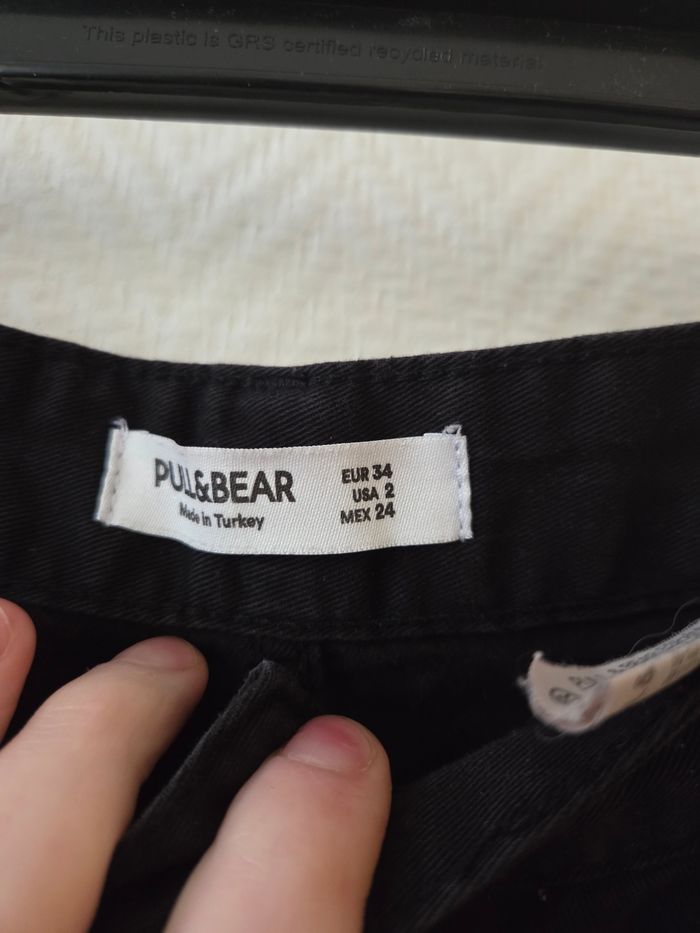 This plastic is GRS certified recycled material
PULL&BEAR
Made in Turkey
EUR 34
USA 2
MEX 24